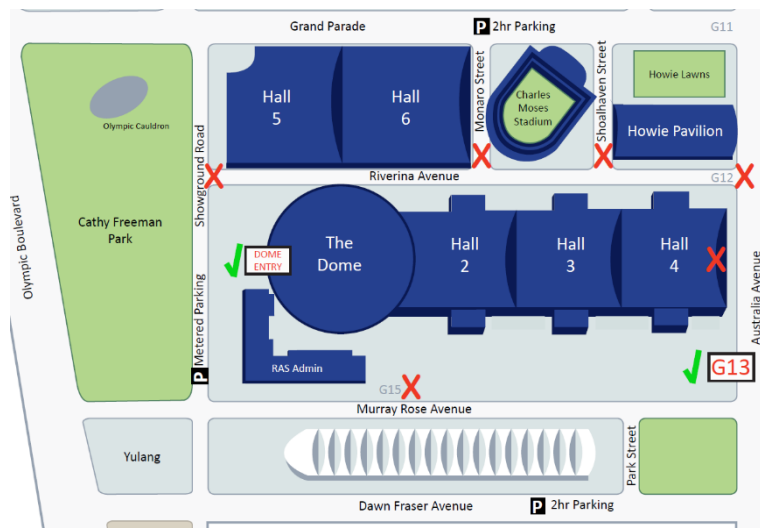 Grand Parade
P 2hr Parking
G11
Olympic Cauldron
Hall
5
Hall
6
Monaro Street
Charles
Moses
Stadium
Shoalhaven Street
Howie Lawns
Howie Pavilion
Showground Road
Riverina Avenue
G12
Olympic Boulevard
Cathy Freeman
Park
DOME
ENTRY
The
Dome
Hall
2
Hall
3
Hall
4
Australia Avenue
P Metered Parking
RAS Admin
G15
G13
Murray Rose Avenue
Yulang
Park Street
Dawn Fraser Avenue
P 2hr Parking